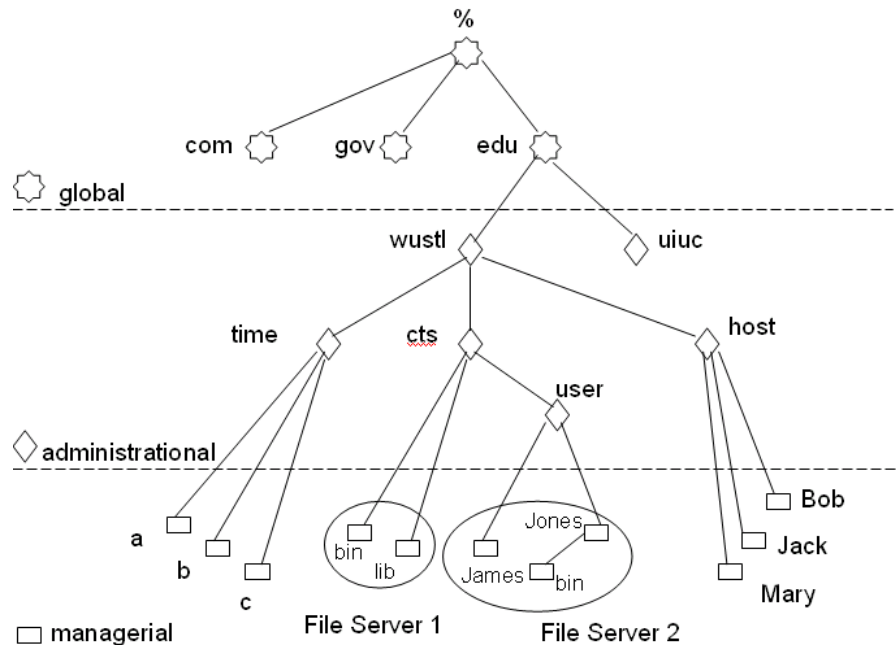 %
com
gov
edu
global
wustl
uiuc
time
cts
host
user
administrational
a
b
c
bin
lib
Jones
James
bin
Bob
Jack
Mary
File Server 1
File Server 2
managerial